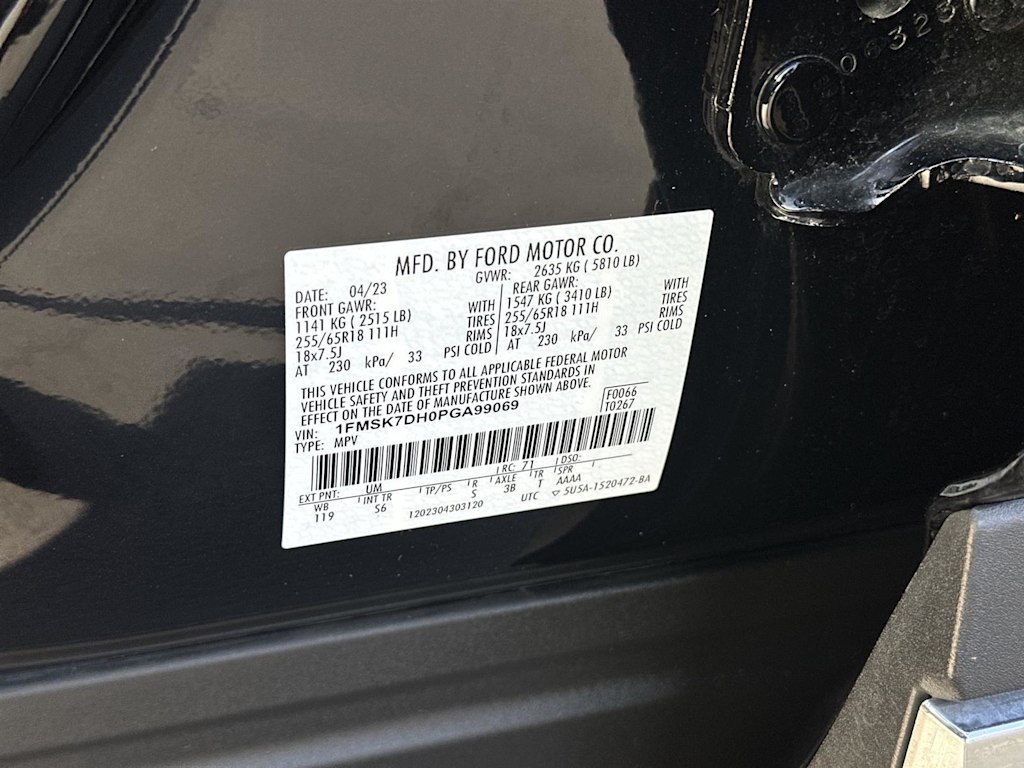 06323
MFD. BY FORD MOTOR CO.
DATE: 04/23 GVWR: 2635 KG ( 5810 LB)
FRONT GAWR: REAR GAWR:
1141 KG ( 2515 LB) WITH 1547 KG ( 3410 LB) WITH
255/65R18 111H TIRES 255/65R18 111H TIRES
18x7.5J RIMS 18x7.5J RIMS
AT 230 kPa/ 33 PSI COLD AT 230 kPa/ 33 PSI COLD
THIS VEHICLE CONFORMS TO ALL APPLICABLE FEDERAL MOTOR
VEHICLE SAFETY AND THEFT PREVENTION STANDARDS IN
EFFECT ON THE DATE OF MANUFACTURE SHOWN ABOVE.
F0066
T0267
VIN: 1FMSK7DH0PGA99069
TYPE: MPV
EXT PNT: UM RC: 71 DSO:
WB INT TR TP/PS R AXLE TR SPR
119 S6 S 3B T AAAA
1202304303120 UTC 5U5A-1520472-BA